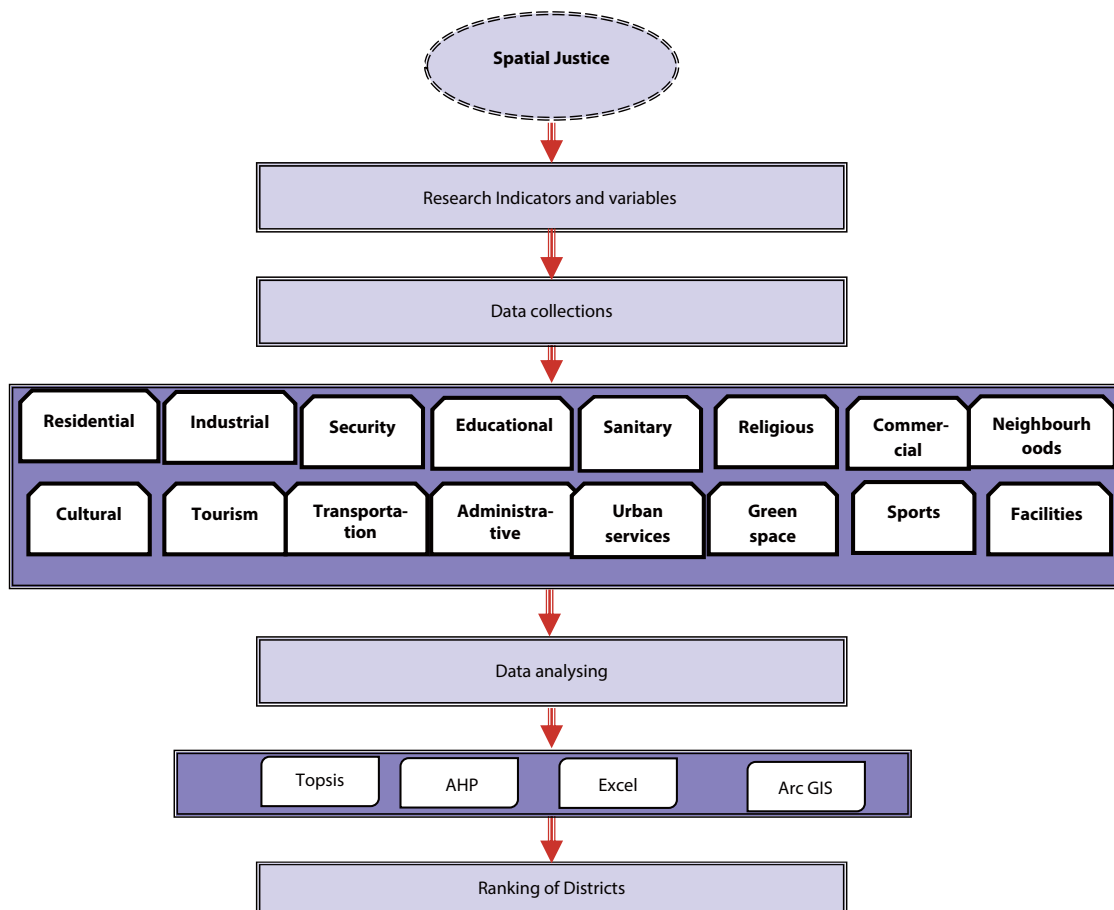 Spatial Justice
Research Indicators and variables
Data collections
Residential
Industrial
Security
Educational
Sanitary
Religious
Commer-
cial
Neighbourh
oods
Cultural
Tourism
Transporta-
tion
Administra-
tive
Urban
services
Green
space
Sports
Facilities
Data analysing
Topsis
AHP
Excel
Arc GIS
Ranking of Districts